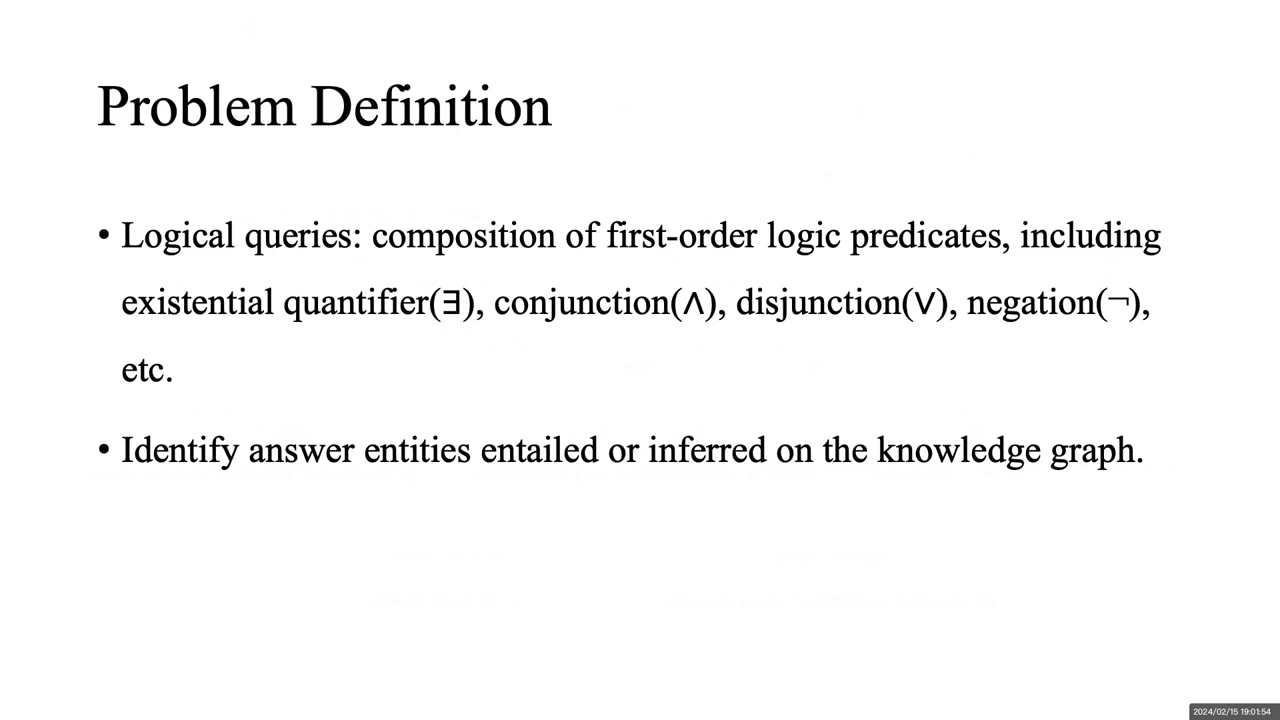 Problem Definition
• Logical queries: composition of first-order logic predicates, including
existential quantifier(∃), conjunction(∧), disjunction(∨), negation(¬),
etc.
• Identify answer entities entailed or inferred on the knowledge graph.
2024/02/15 19:01:54